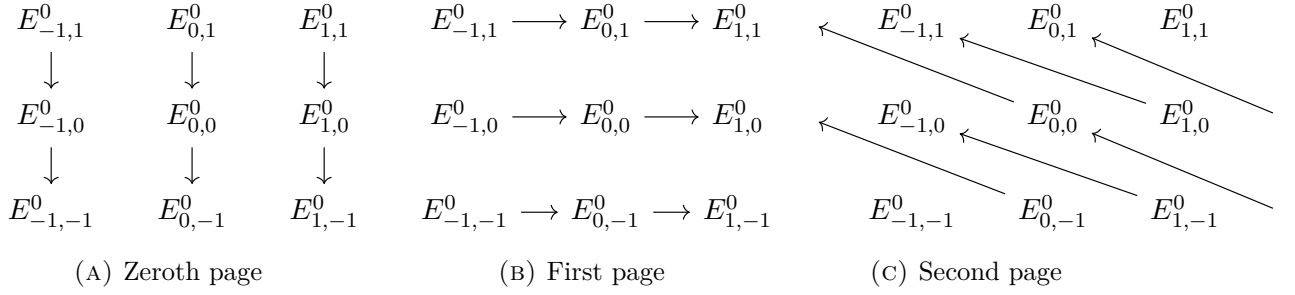 $E^0_{-1,1}$ $E^0_{0,1}$ $E^0_{1,1}$ $E^0_{-1,1}$ ⟶ $E^0_{0,1}$ ⟶ $E^0_{1,1}$ $E^0_{-1,1}$ $E^0_{0,1}$ $E^0_{1,1}$
$E^0_{-1,0}$ $E^0_{0,0}$ $E^0_{1,0}$ $E^0_{-1,0}$ ⟶ $E^0_{0,0}$ ⟶ $E^0_{1,0}$ $E^0_{-1,0}$ $E^0_{0,0}$ $E^0_{1,0}$
$E^0_{-1,-1}$ $E^0_{0,-1}$ $E^0_{1,-1}$ $E^0_{-1,-1}$ ⟶ $E^0_{0,-1}$ ⟶ $E^0_{1,-1}$ $E^0_{-1,-1}$ $E^0_{0,-1}$ $E^0_{1,-1}$
(A) Zeroth page (B) First page (C) Second page